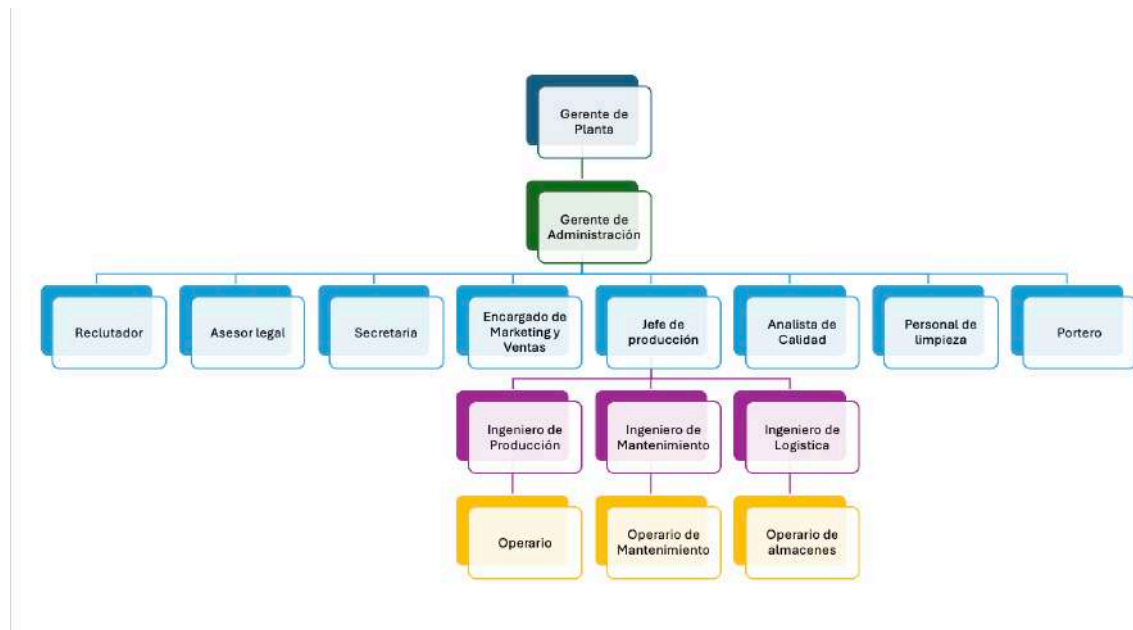 Gerente de
Planta
Gerente de
Administración
Reclutador
Asesor legal
Secretaria
Encargado de
Marketing y
Ventas
Jefe de
producción
Analista de
Calidad
Personal de
limpieza
Portero
Ingeniero de
Producción
Ingeniero de
Mantenimiento
Ingeniero de
Logistica
Operario
Operario de
Mantenimiento
Operario de
almacenes